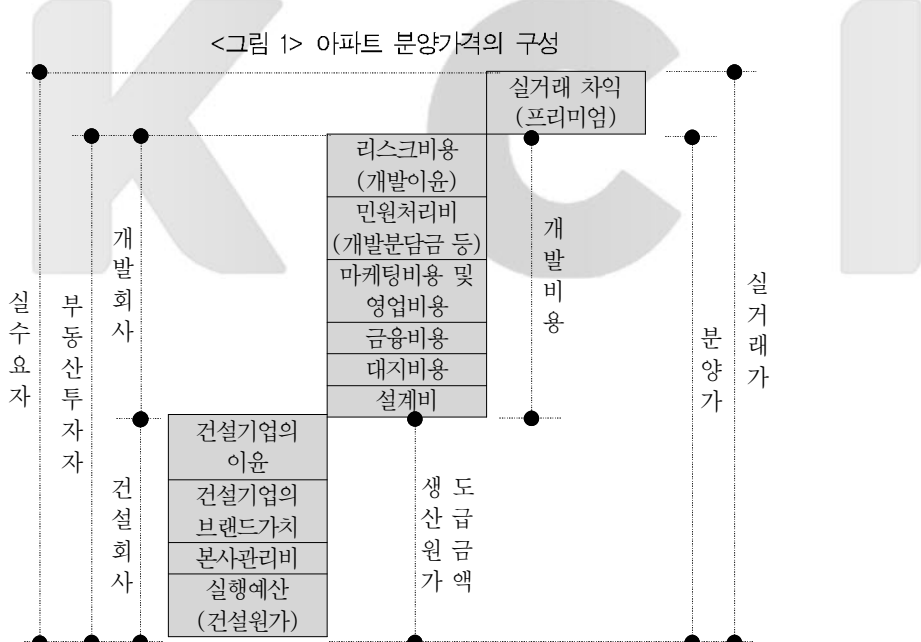 K C I
<그림 1> 아파트 분양가격의 구성
실거래 차익
(프리미엄)
리스크비용
(개발이윤)
민원처리비
(개발분담금 등)
마케팅비용 및
영업비용
금융비용
대지비용
설계비
건설기업의
이윤
건설기업의
브랜드가치
본사관리비
실행예산
(건설원가)
실수요자
부동산투자자
개발회사
건설회사
생산원가
도급금액
개발비용
분양가
실거래가